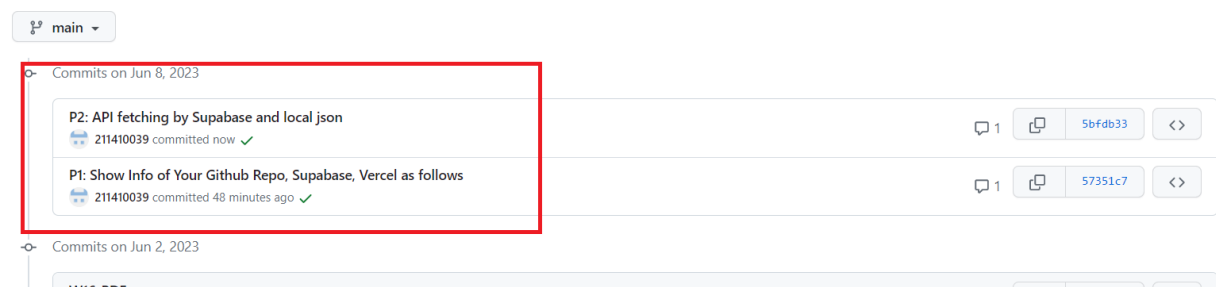 main
Commits on Jun 8, 2023
P2: API fetching by Supabase and local json
211410039 committed now
1
5bfdb33
P1: Show Info of Your Github Repo, Supabase, Vercel as follows
211410039 committed 48 minutes ago
1
57351c7
Commits on Jun 2, 2023